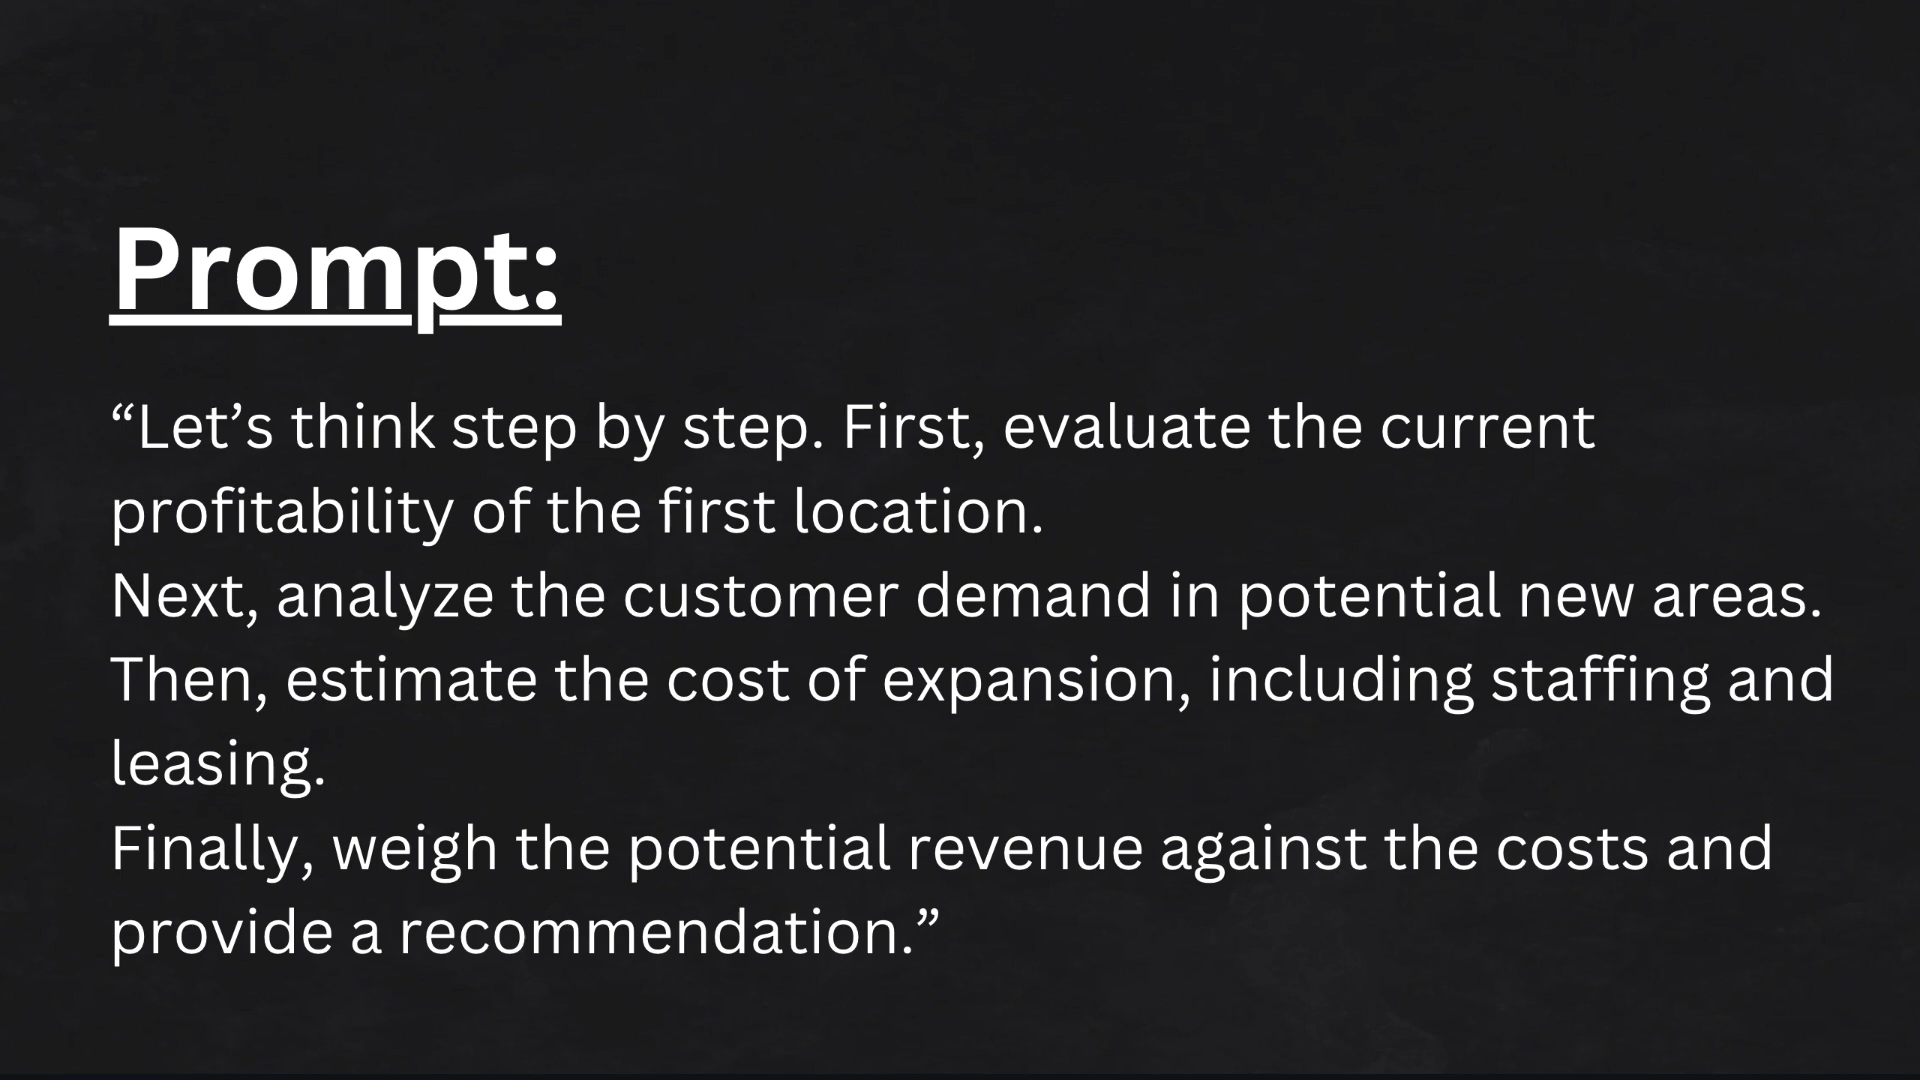 Prompt:
“Let’s think step by step. First, evaluate the current
profitability of the first location.
Next, analyze the customer demand in potential new areas.
Then, estimate the cost of expansion, including staffing and
leasing.
Finally, weigh the potential revenue against the costs and
provide a recommendation.”